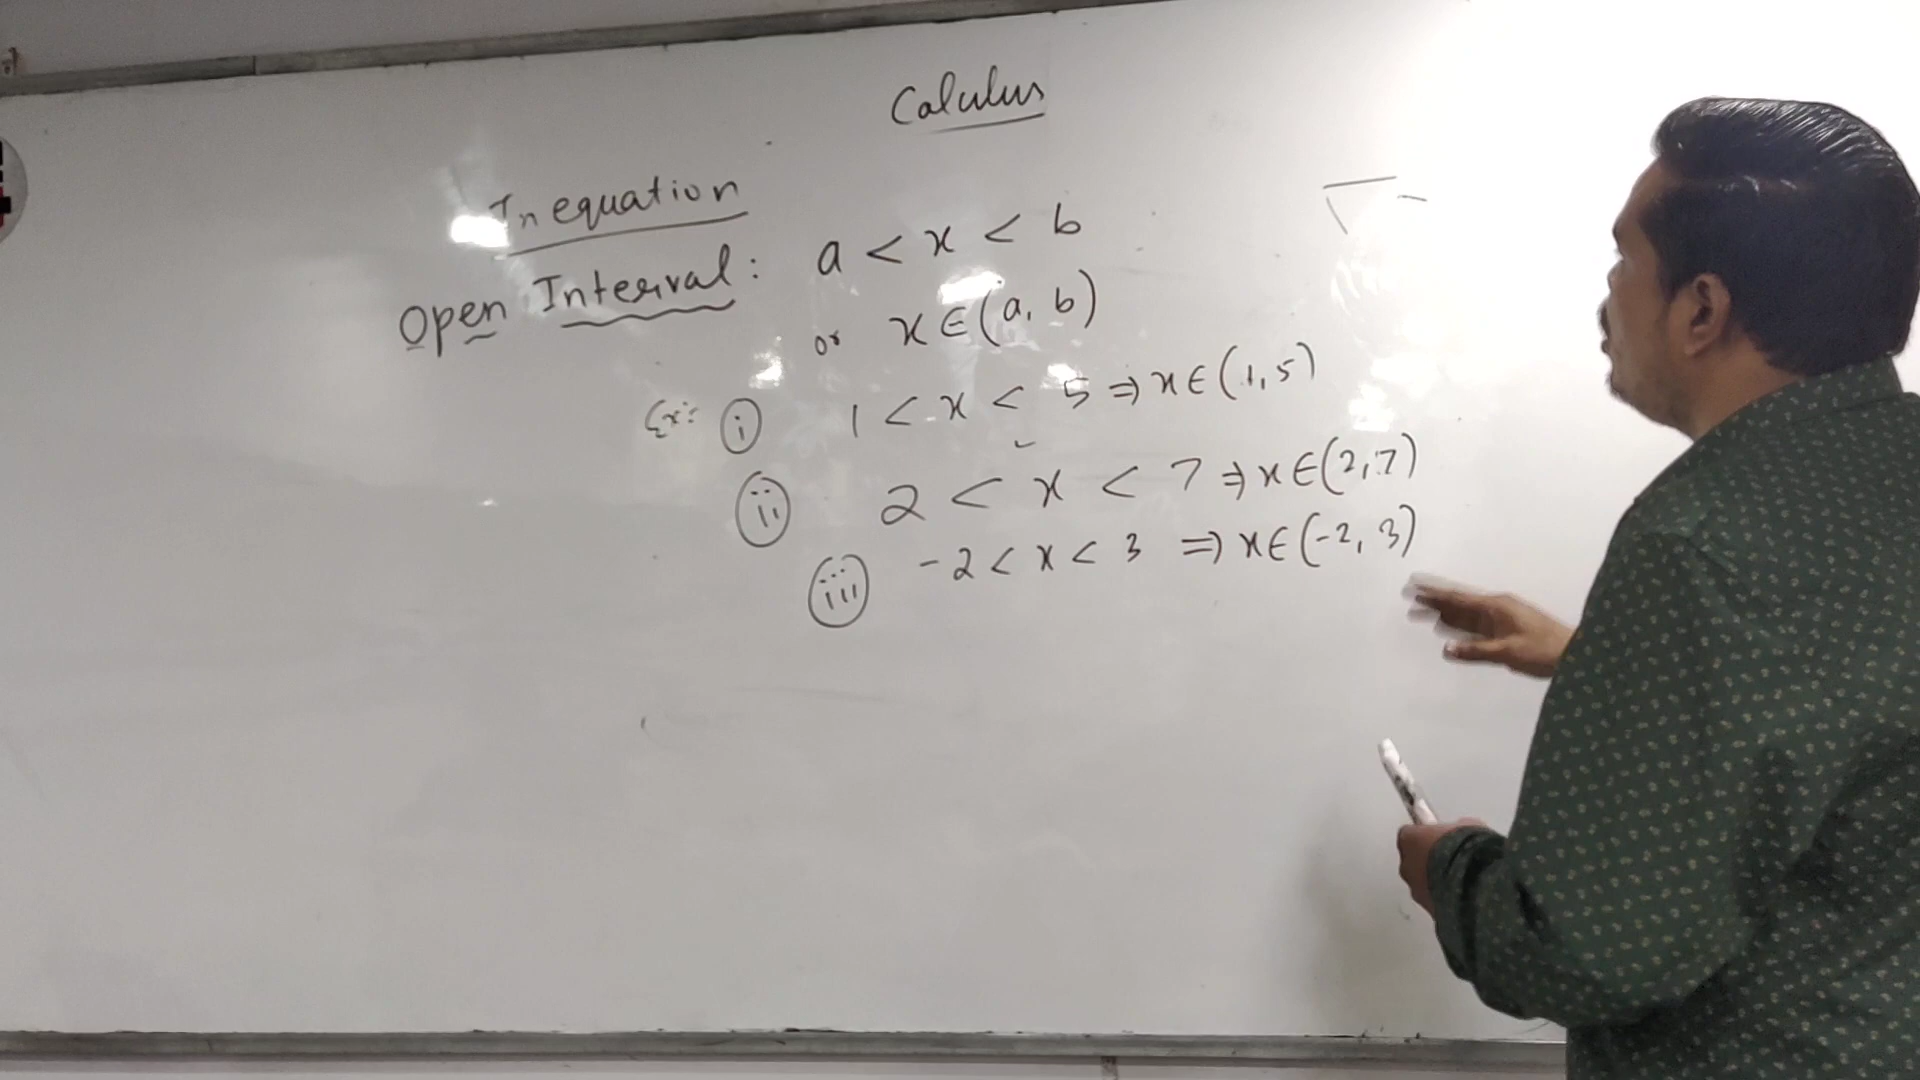 Calulus
Inequation
Open Interval: a < x < b
or x ∈ (a, b)
Ex: (i) 1 < x < 5 ⇒ x ∈ (1, 5)
(ii) 2 < x < 7 ⇒ x ∈ (2, 7)
(iii) -2 < x < 3 ⇒ x ∈ (-2, 3)